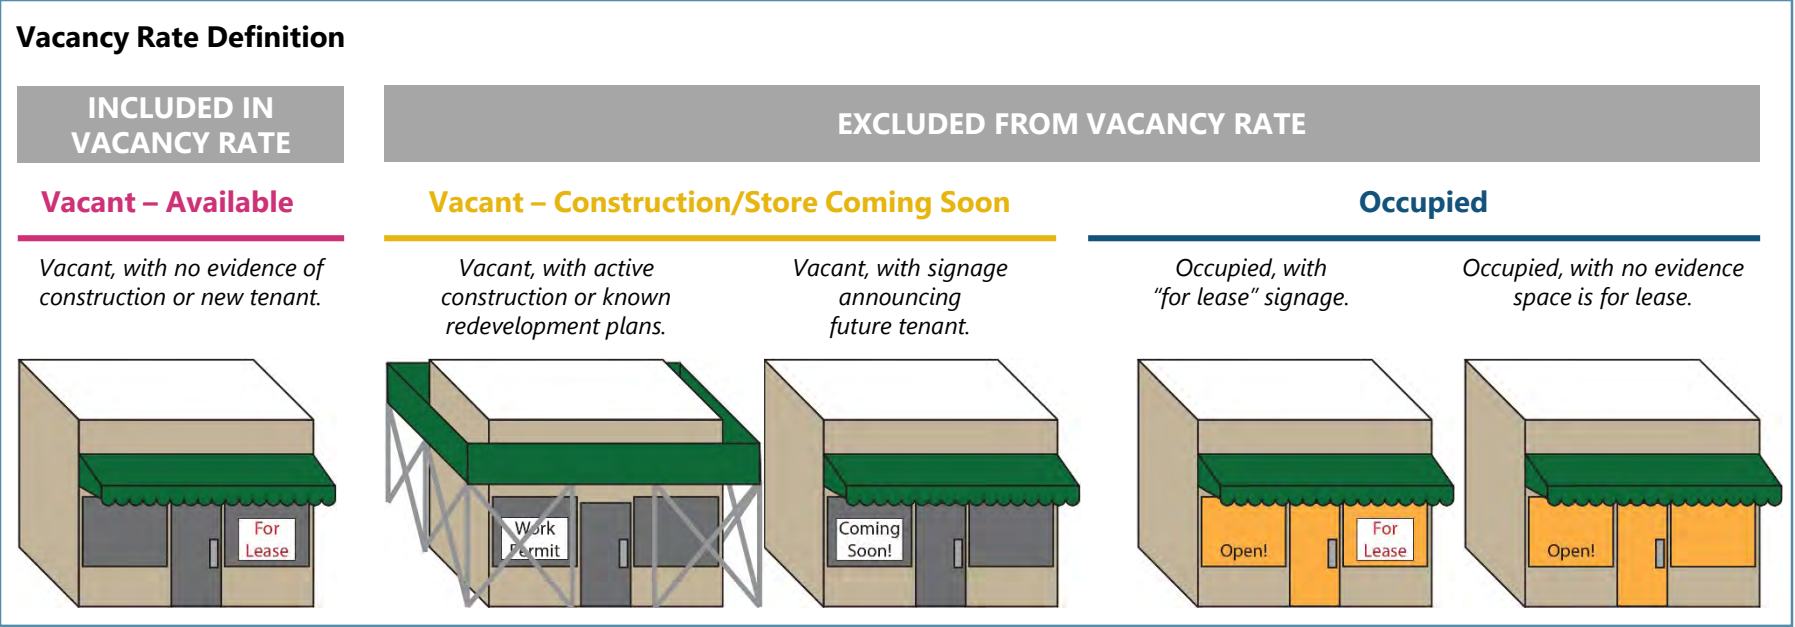 Vacancy Rate Definition
INCLUDED IN
VACANCY RATE
EXCLUDED FROM VACANCY RATE
Vacant – Available
Vacant – Construction/Store Coming Soon
Occupied
Vacant, with no evidence of
construction or new tenant.
Vacant, with active
construction or known
redevelopment plans.
Vacant, with signage
announcing
future tenant.
Occupied, with
“for lease” signage.
Occupied, with no evidence
space is for lease.
For
Lease
Work
Permit
Coming
Soon!
Open!
For
Lease
Open!